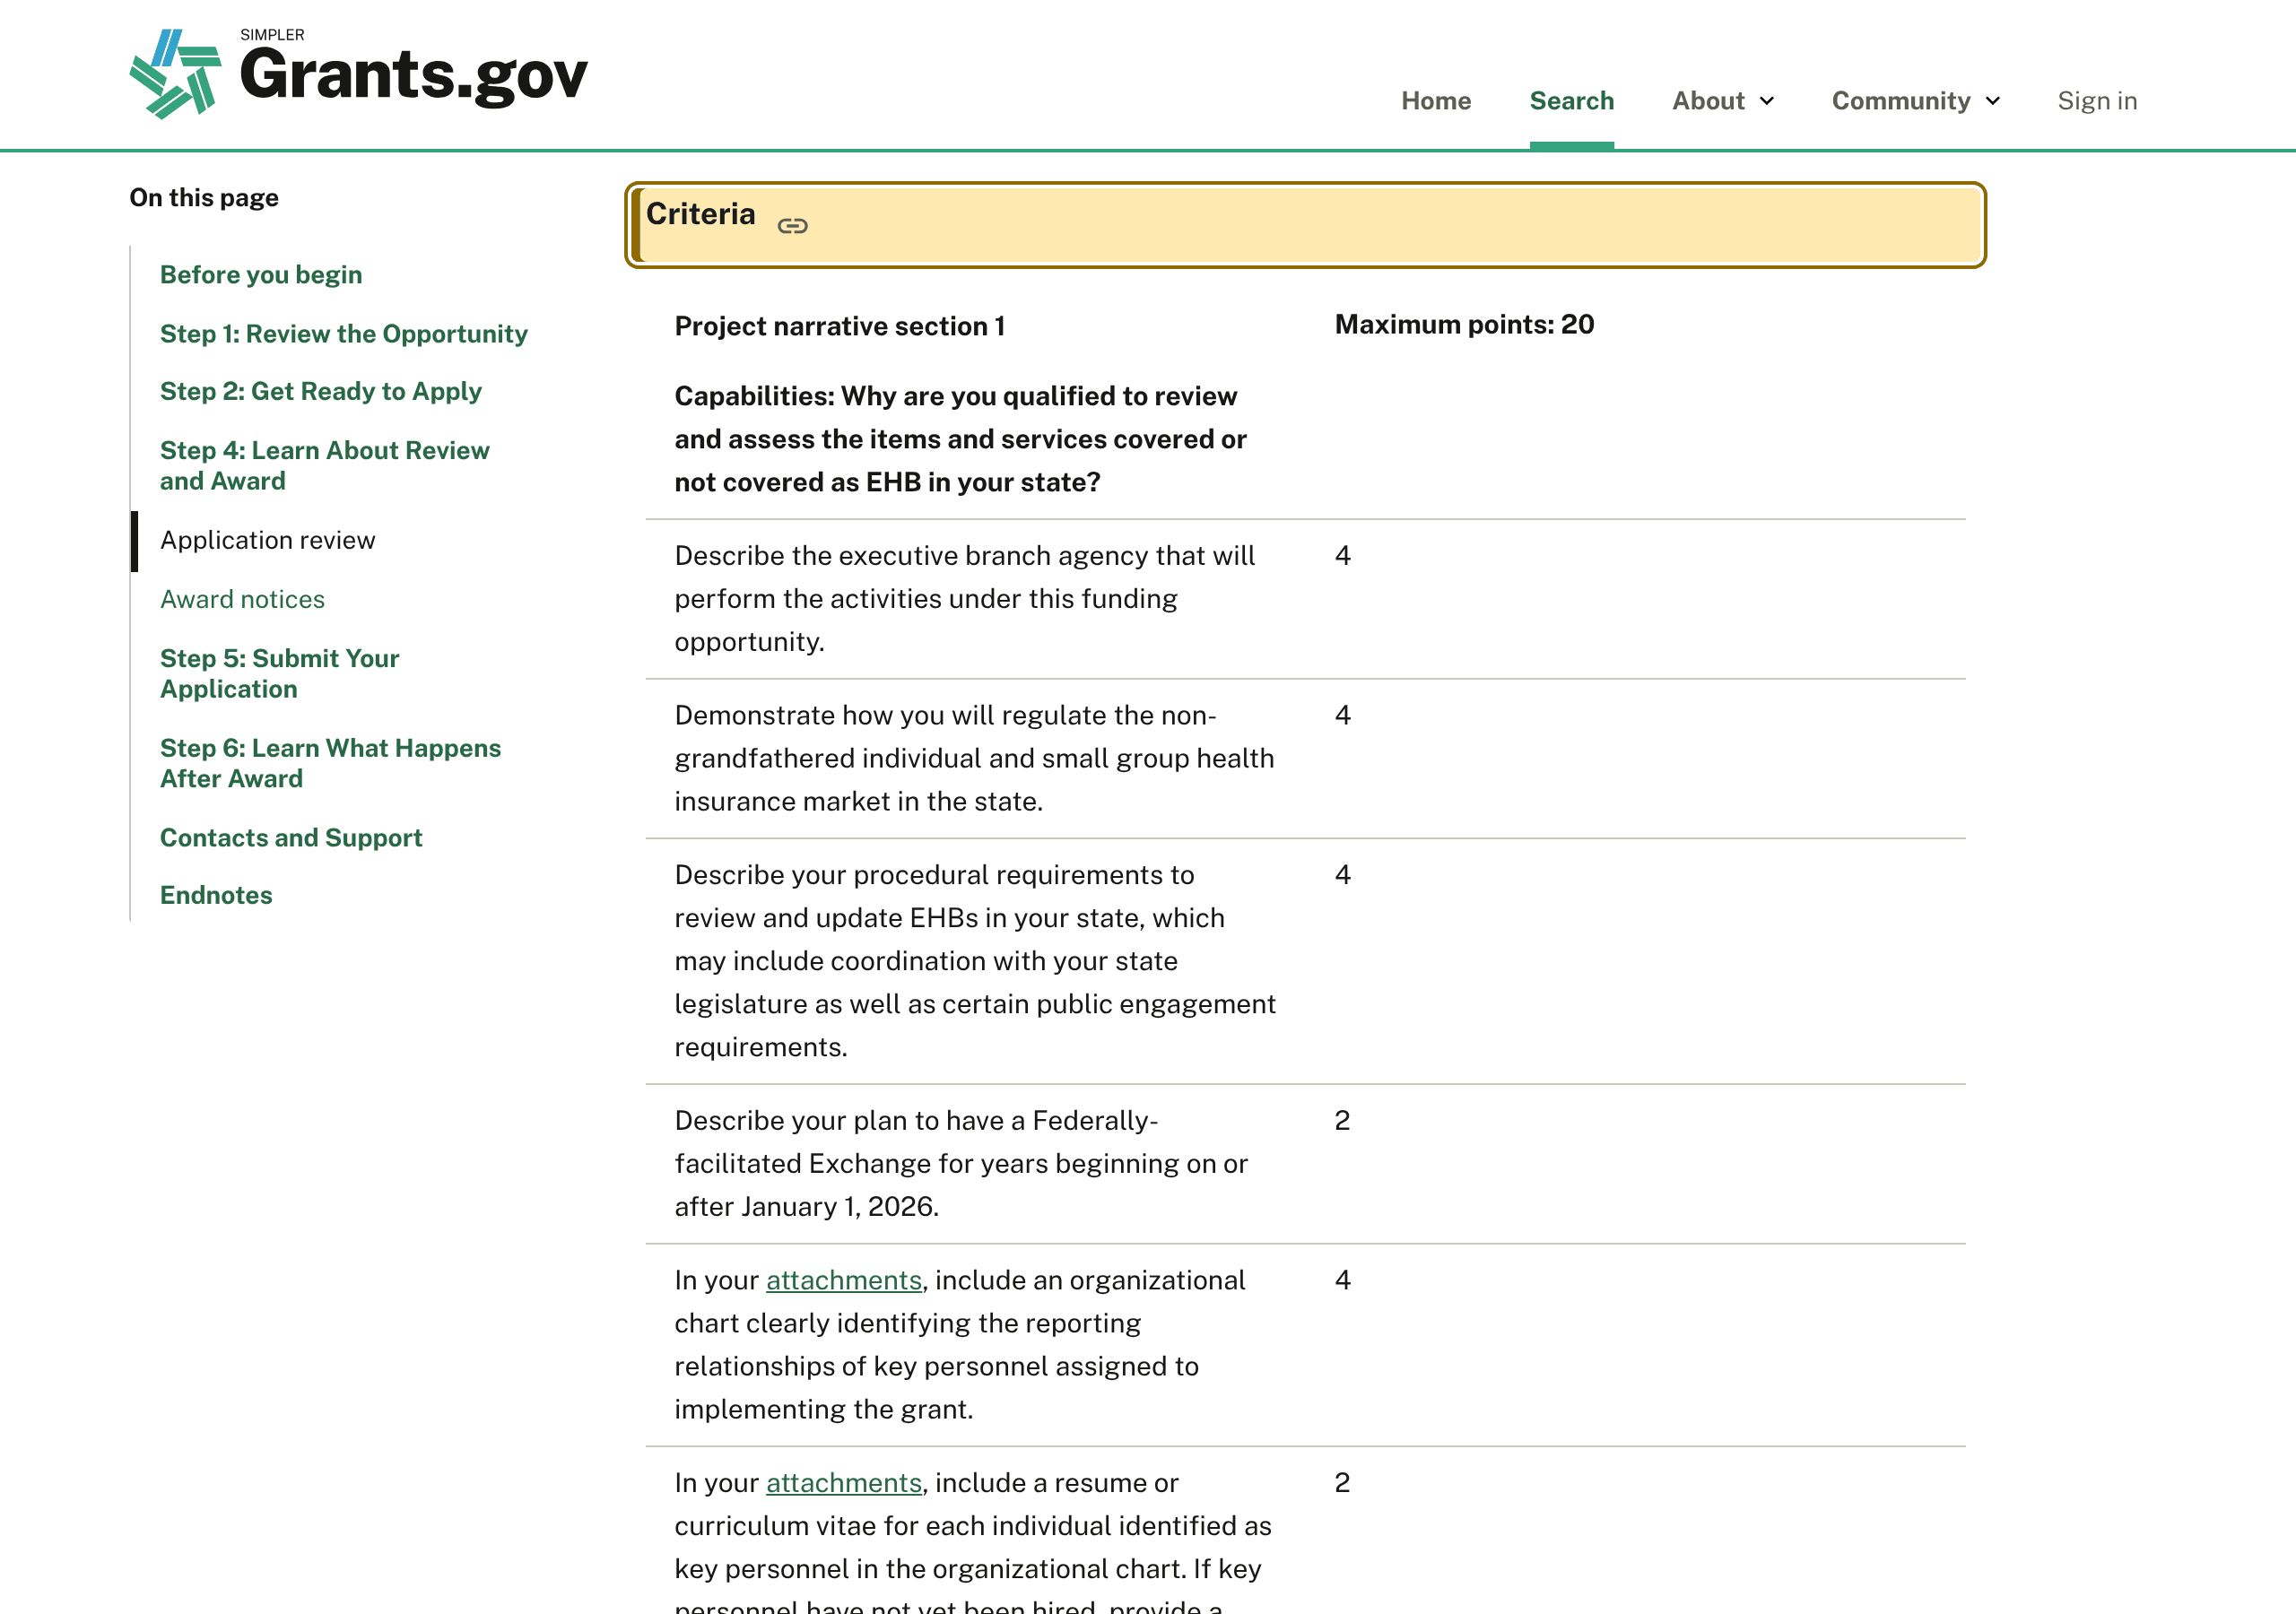 SIMPLER
Grants.gov
Home
Search
About
Community
Sign in
On this page
Before you begin
Step 1: Review the Opportunity
Step 2: Get Ready to Apply
Step 4: Learn About Review
and Award
Application review
Award notices
Step 5: Submit Your
Application
Step 6: Learn What Happens
After Award
Contacts and Support
Endnotes
Criteria
Project narrative section 1
Maximum points: 20
Capabilities: Why are you qualified to review
and assess the items and services covered or
not covered as EHB in your state?
Describe the executive branch agency that will
perform the activities under this funding
opportunity.
4
Demonstrate how you will regulate the non-
grandfathered individual and small group health
insurance market in the state.
4
Describe your procedural requirements to
review and update EHBs in your state, which
may include coordination with your state
legislature as well as certain public engagement
requirements.
4
Describe your plan to have a Federally-
facilitated Exchange for years beginning on or
after January 1, 2026.
2
In your attachments, include an organizational
chart clearly identifying the reporting
relationships of key personnel assigned to
implementing the grant.
4
In your attachments, include a resume or
curriculum vitae for each individual identified as
key personnel in the organizational chart. If key
personnel have not yet been hired, provide a
2